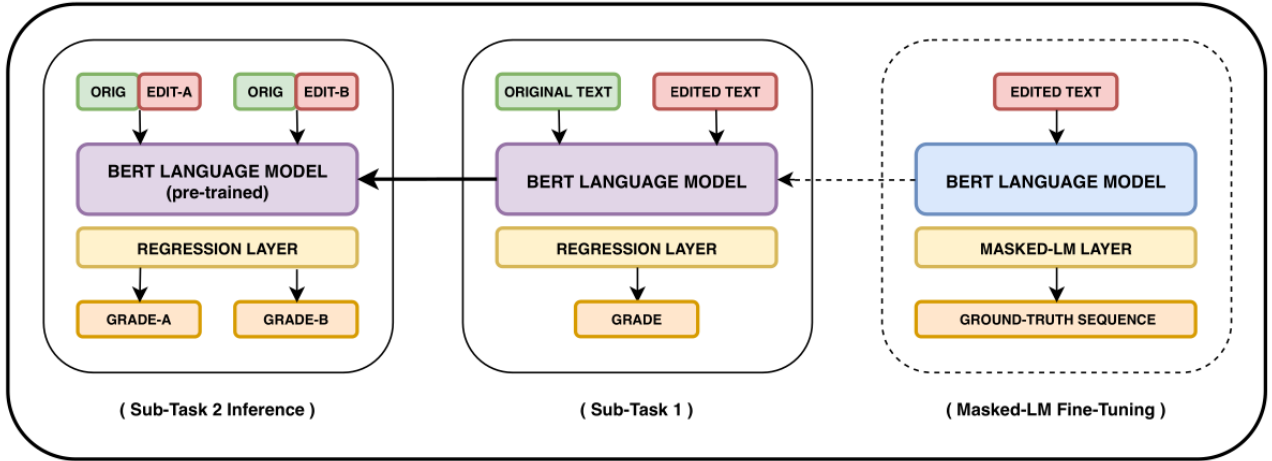 ORIG EDIT-A ORIG EDIT-B
BERT LANGUAGE MODEL
(pre-trained)
REGRESSION LAYER
GRADE-A GRADE-B
( Sub-Task 2 Inference )
ORIGINAL TEXT EDITED TEXT
BERT LANGUAGE MODEL
REGRESSION LAYER
GRADE
( Sub-Task 1 )
EDITED TEXT
BERT LANGUAGE MODEL
MASKED-LM LAYER
GROUND-TRUTH SEQUENCE
( Masked-LM Fine-Tuning )